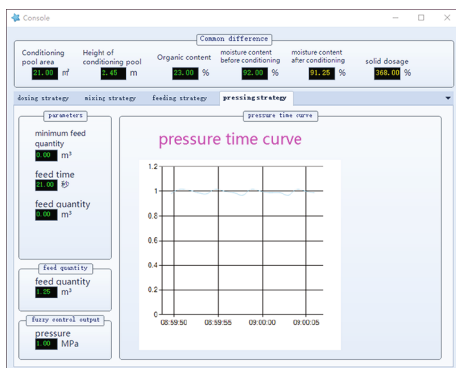 Console
Common difference
Conditioning pool area
21.00 ㎡
Height of conditioning pool
2.45 m
Organic content
23.00 %
moisture content before conditioning
92.00 %
moisture content after conditioning
91.25 %
solid dosage
368.00 %
dosing strategy mixing strategy feeding strategy pressing strategy
parameters
minimum feed quantity
0.00 m³
feed time
21.00 秒
feed quantity
0.00 m³
feed quantity
feed quantity
1.25 m³
fuzzy control output
pressure
1.00 MPa
pressure time curve
pressure time curve
1.2
1
0.8
0.6
0.4
0.2
0
08:59:50 08:59:55 09:00:00 09:00:05